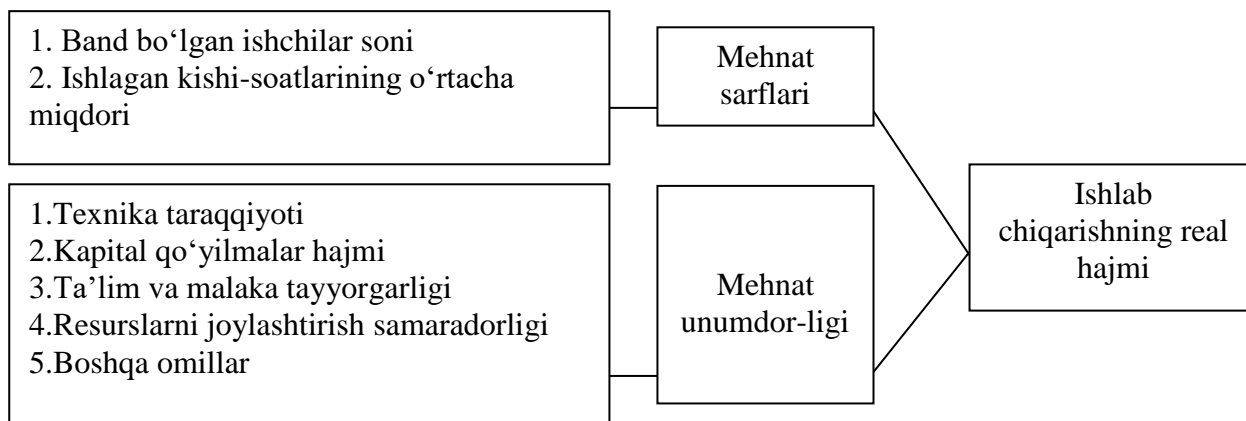 1. Band bo‘lgan ishchilar soni
2. Ishlagan kishi-soatlarining o‘rtacha
miqdori
Mehnat
sarflari
1.Texnika taraqqiyoti
2.Kapital qo‘yilmalar hajmi
3.Ta’lim va malaka tayyorgarligi
4.Resurslarni joylashtirish samaradorligi
5.Boshqa omillar
Mehnat
unumdor-ligi
Ishlab
chiqarishning real
hajmi